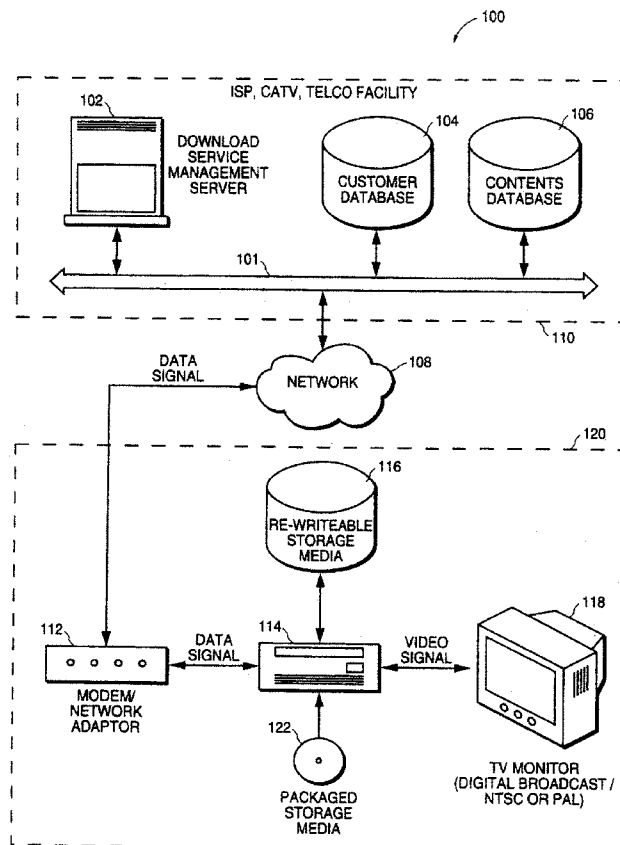 100
ISP, CATV, TELCO FACILITY
102
DOWNLOAD
SERVICE
MANAGEMENT
SERVER
104
CUSTOMER
DATABASE
106
CONTENTS
DATABASE
101
110
DATA
SIGNAL
NETWORK
108
120
116
RE-WRITEABLE
STORAGE
MEDIA
112
MODEM/
NETWORK
ADAPTOR
DATA
SIGNAL
114
VIDEO
SIGNAL
118
TV MONITOR
(DIGITAL BROADCAST /
NTSC OR PAL)
122
PACKAGED
STORAGE
MEDIA